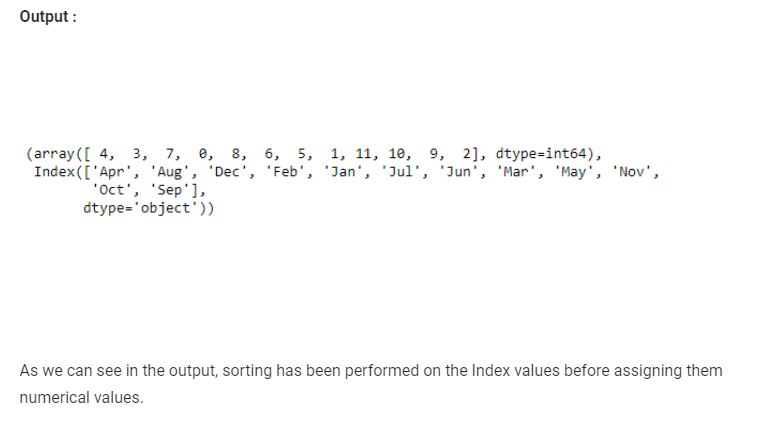 Output :
(array([ 4,  3,  7,  0,  8,  6,  5,  1, 11, 10,  9,  2], dtype=int64),
 Index(['Apr', 'Aug', 'Dec', 'Feb', 'Jan', 'Jul', 'Jun', 'Mar', 'May', 'Nov',
        'Oct', 'Sep'],
       dtype='object'))
As we can see in the output, sorting has been performed on the Index values before assigning them
numerical values.